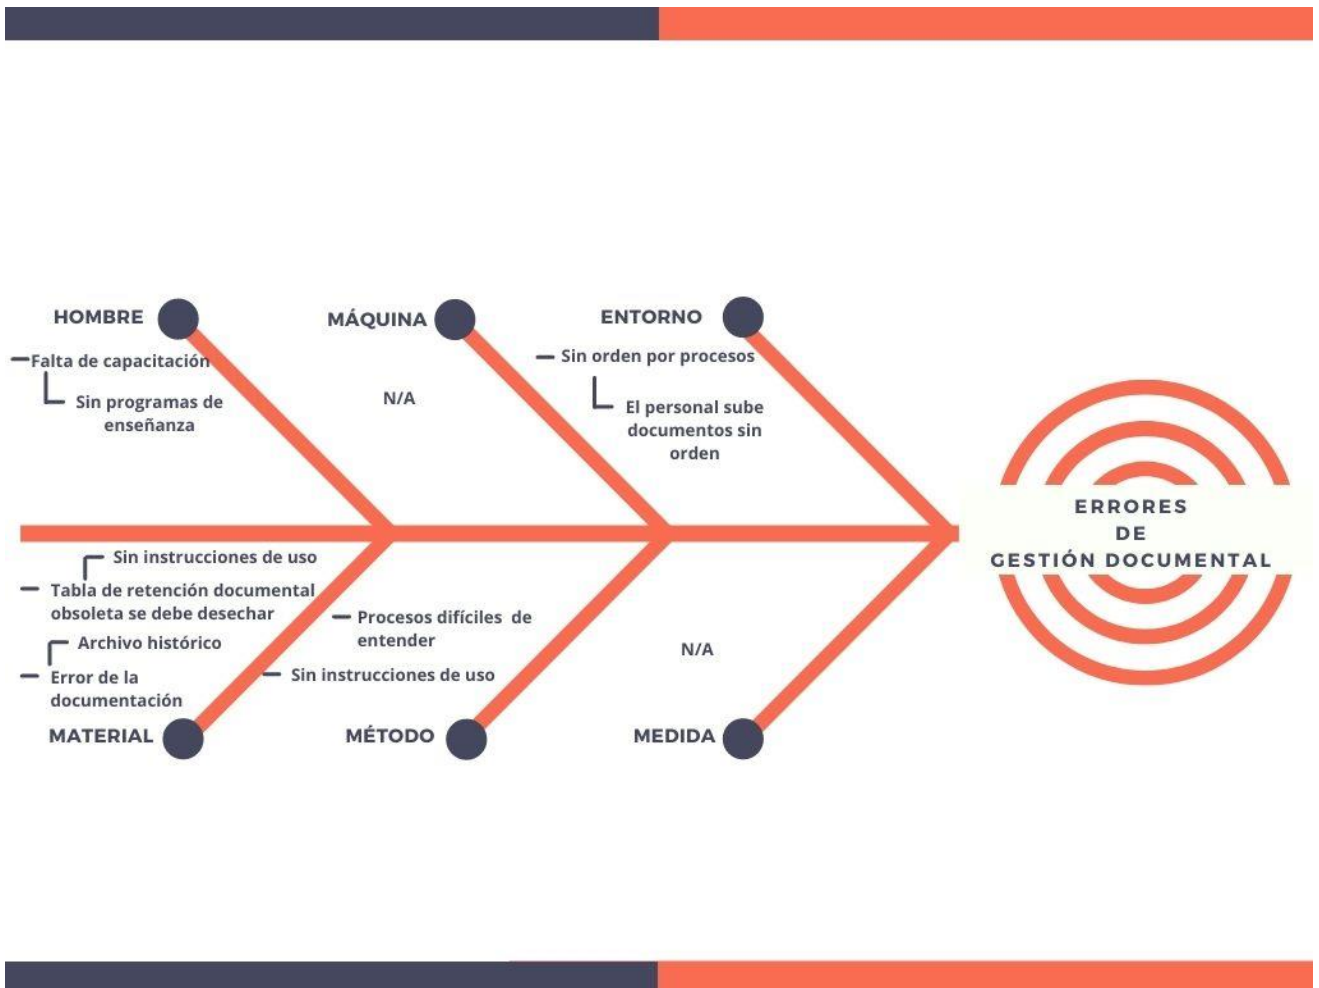 HOMBRE
Falta de capacitación
Sin programas de
enseñanza
MÁQUINA
N/A
ENTORNO
Sin orden por procesos
El personal sube
documentos sin
orden
ERRORES
DE
GESTIÓN DOCUMENTAL
Sin instrucciones de uso
Tabla de retención documental
obsoleta se debe desechar
Archivo histórico
Error de la
documentación
MATERIAL
Procesos difíciles de
entender
Sin instrucciones de uso
MÉTODO
N/A
MEDIDA